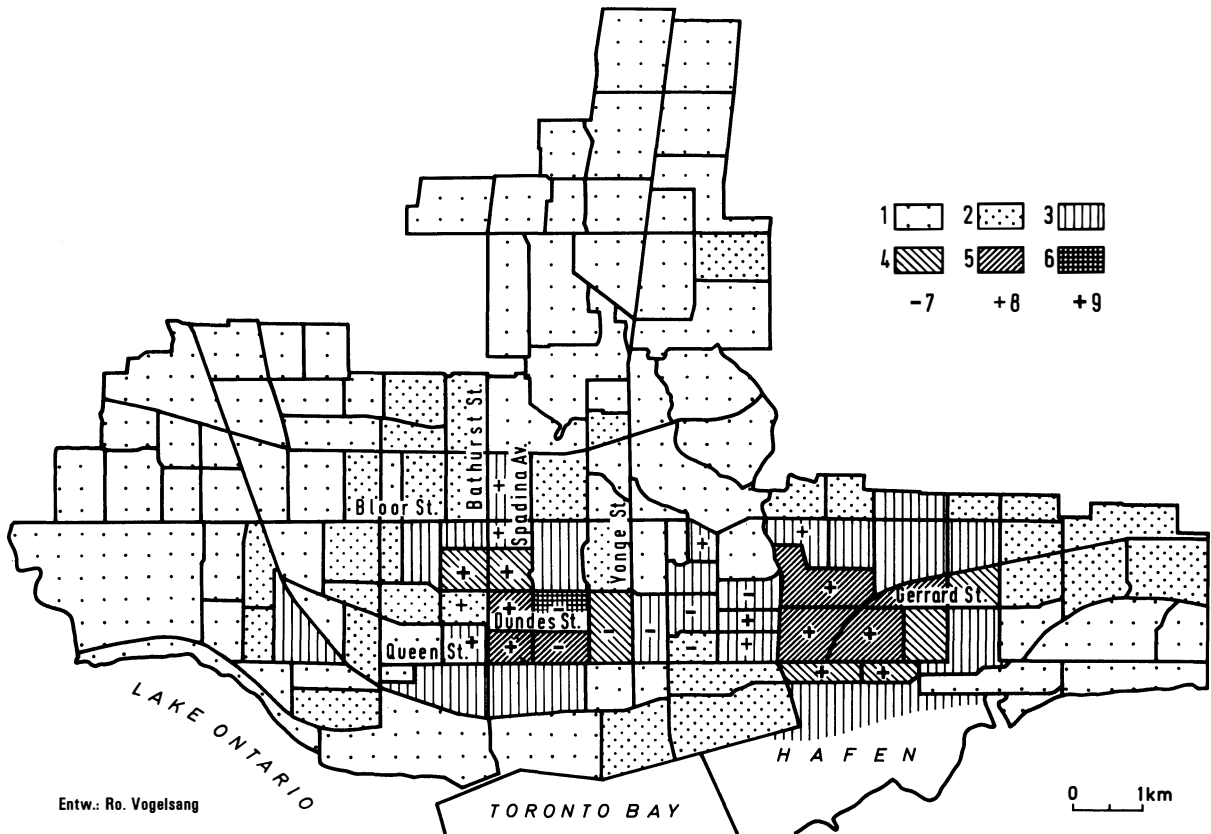 1 2 3
4 5 6
-7 +8 +9
Bathurst St.
Spadina Av.
Bloor St.
Yonge St.
Gerrard St.
Dundes St.
Queen St.
LAKE ONTARIO
HAFEN
TORONTO BAY
Entw.: Ro. Vogelsang
0 1km